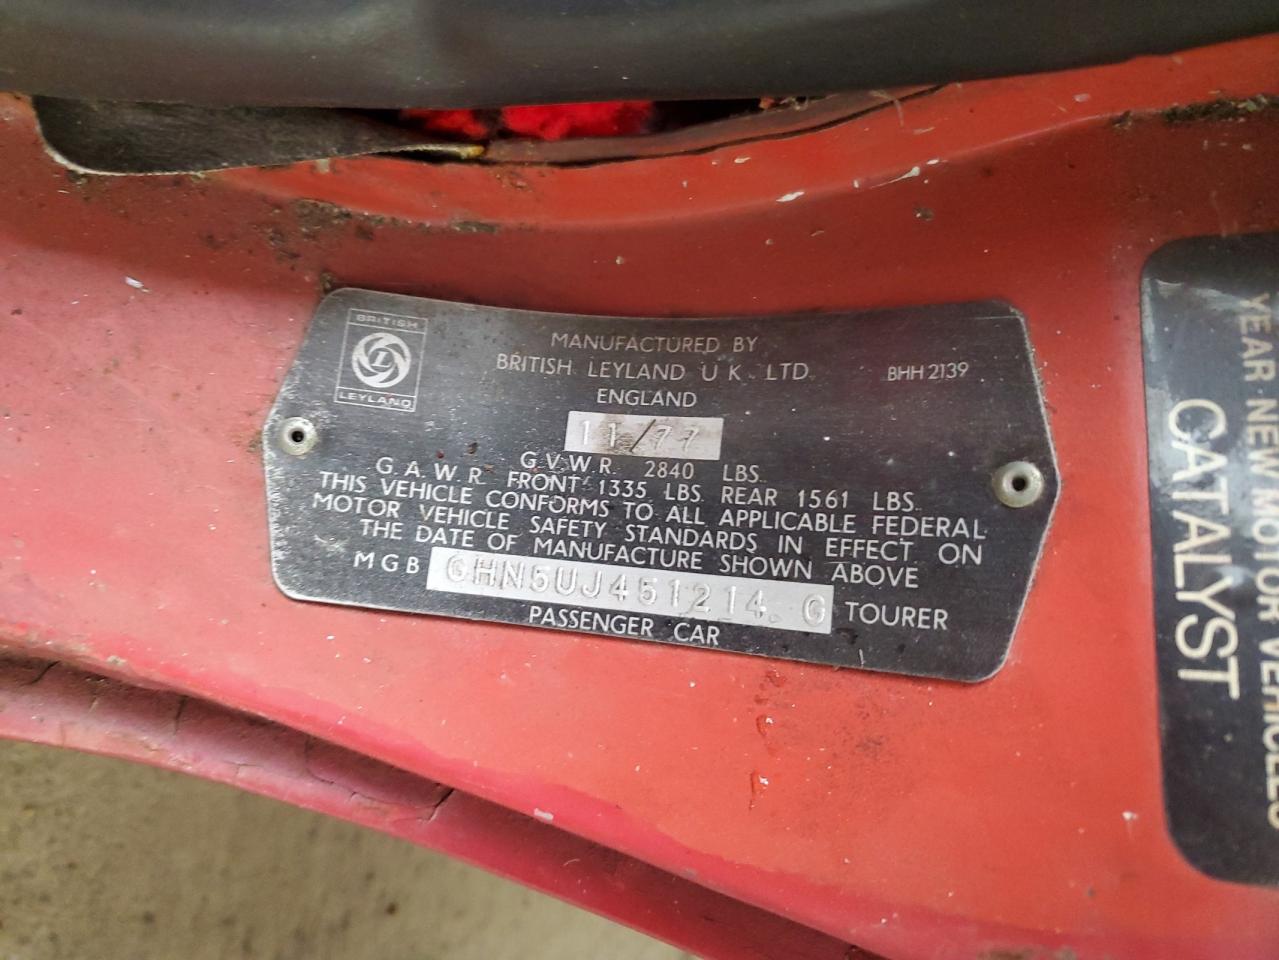 BRITISH
LEYLAND
MANUFACTURED BY
BRITISH LEYLAND U K LTD
BHH 2139
ENGLAND
11/77
G.V.W.R. 2840 LBS.
G.A.W.R. FRONT 1335 LBS. REAR 1561 LBS.
THIS VEHICLE CONFORMS TO ALL APPLICABLE FEDERAL
MOTOR VEHICLE SAFETY STANDARDS IN EFFECT ON
THE DATE OF MANUFACTURE SHOWN ABOVE
MGB GHN5UJ451214 G TOURER
PASSENGER CAR
YEAR NEW MOTOR VEHICLES
CATALYST